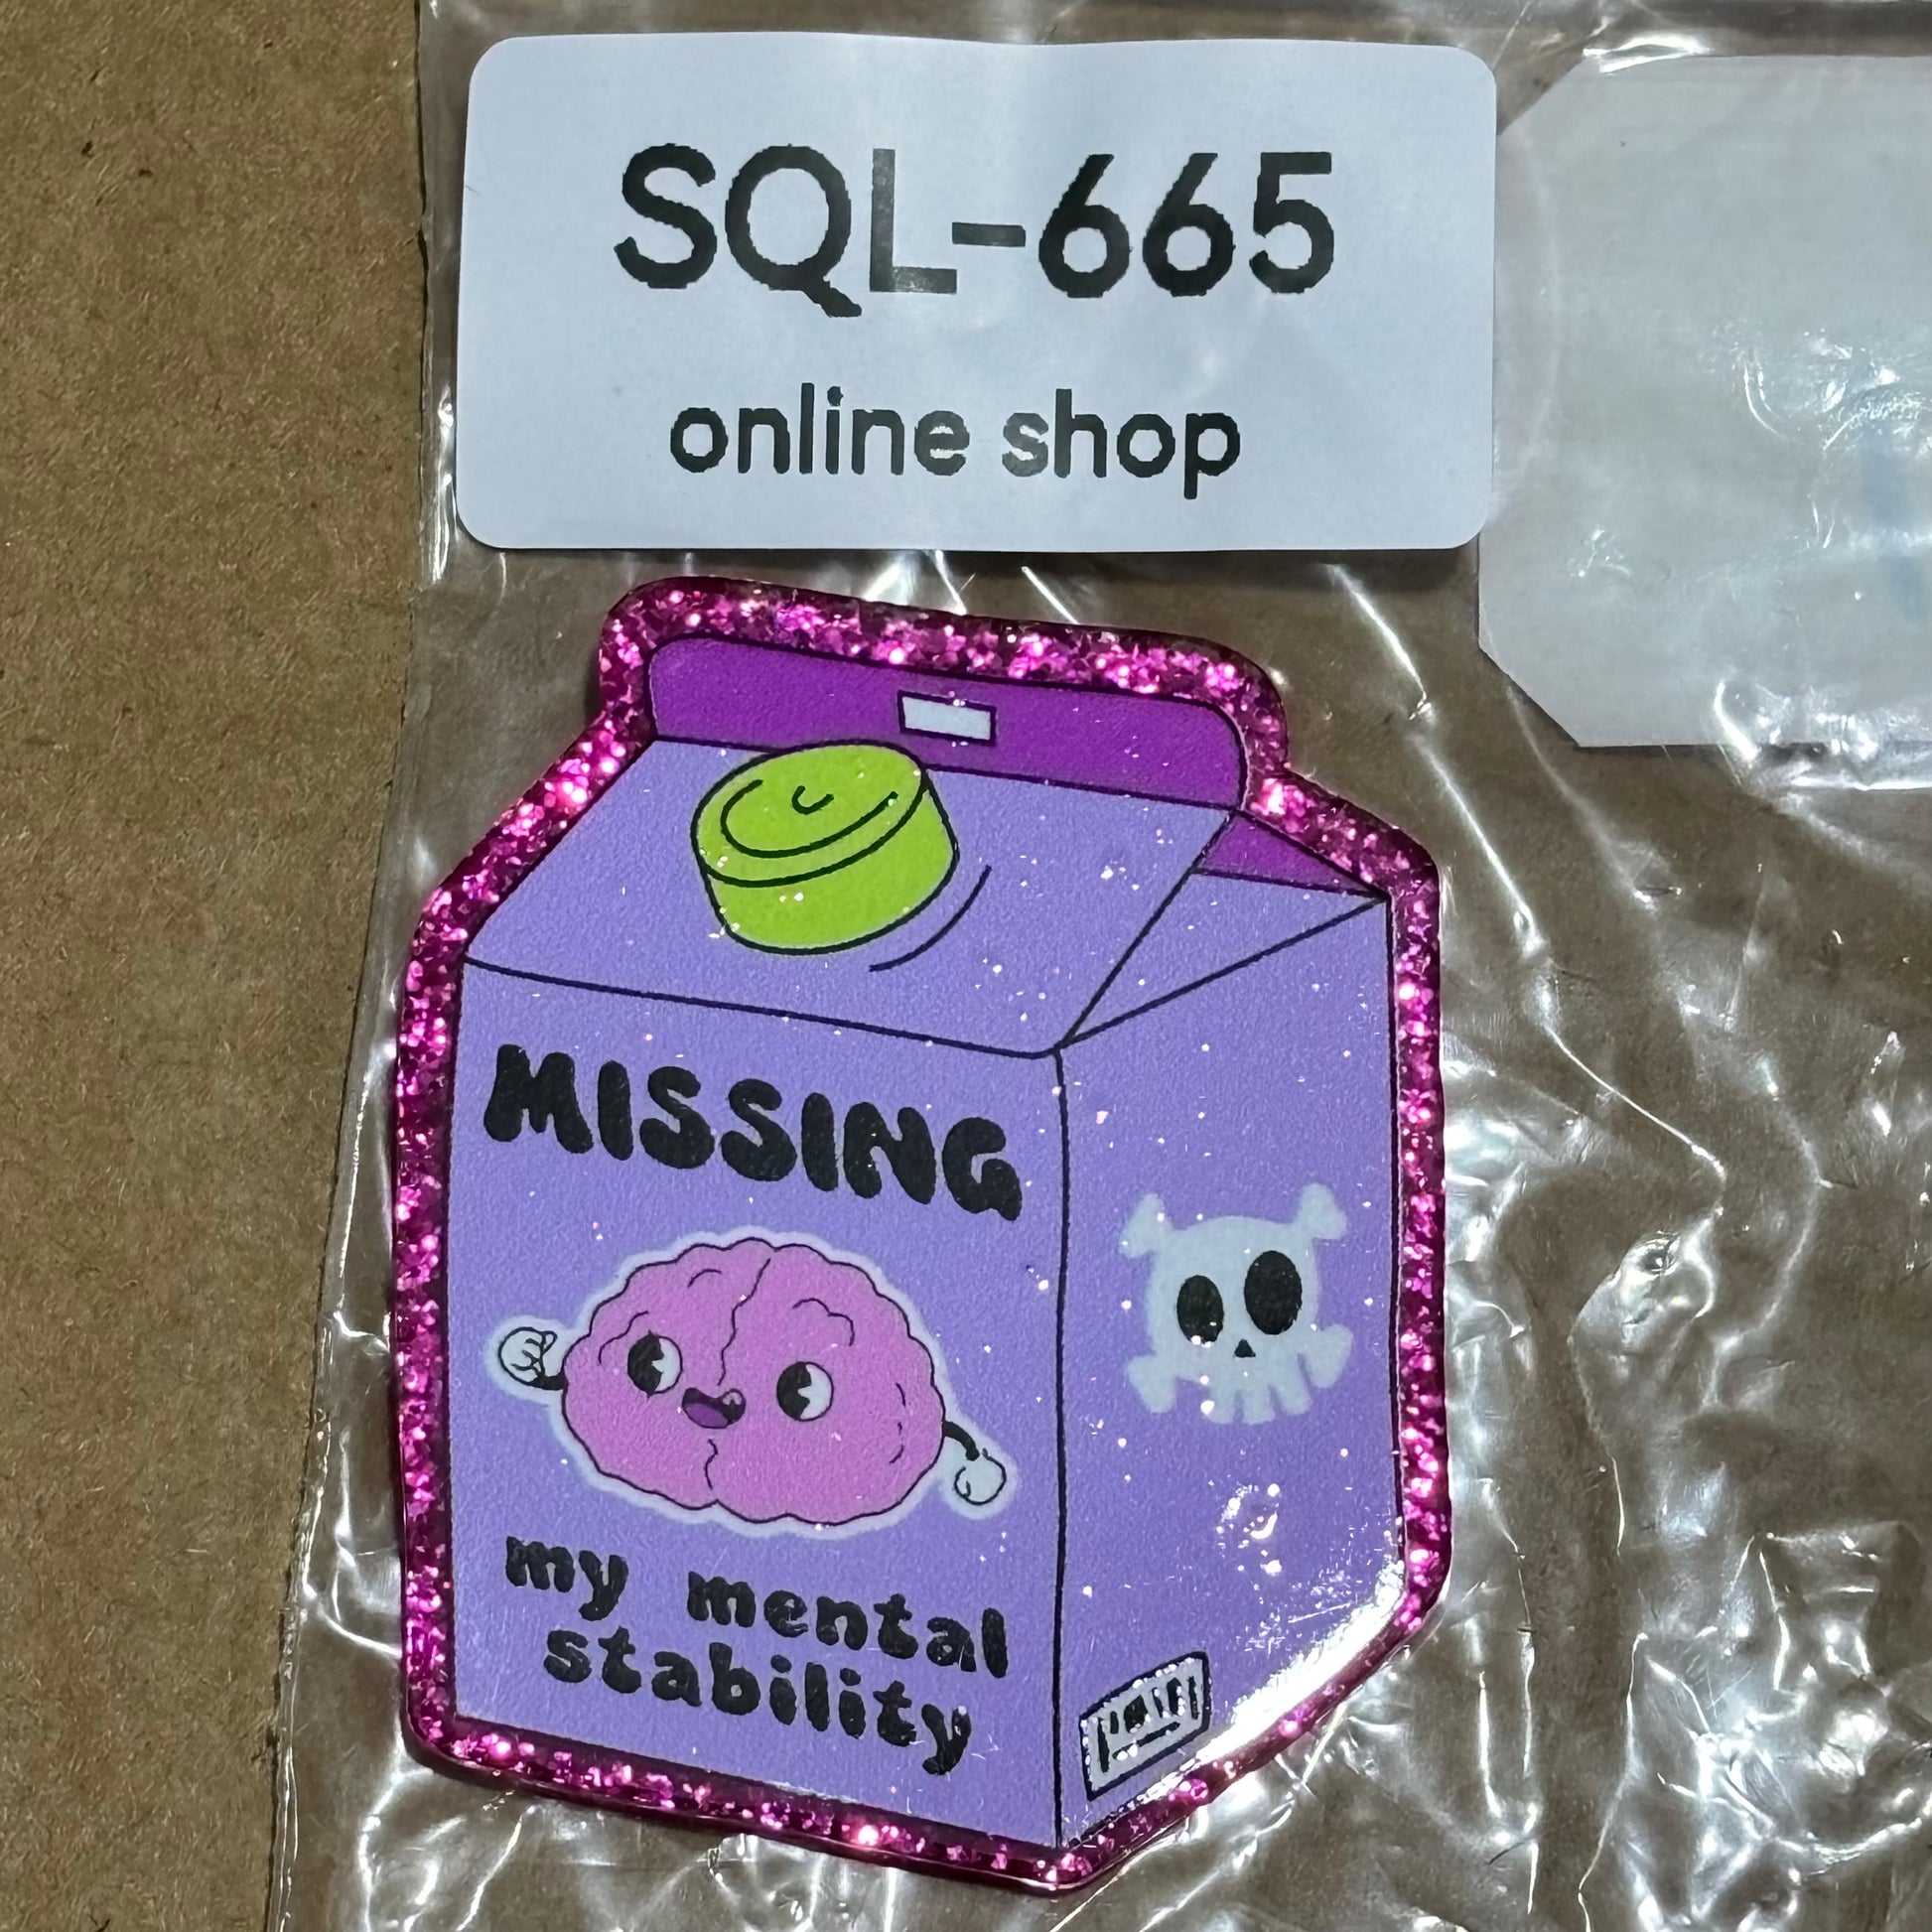 SQL-665
online shop
MISSING
my mental
stability